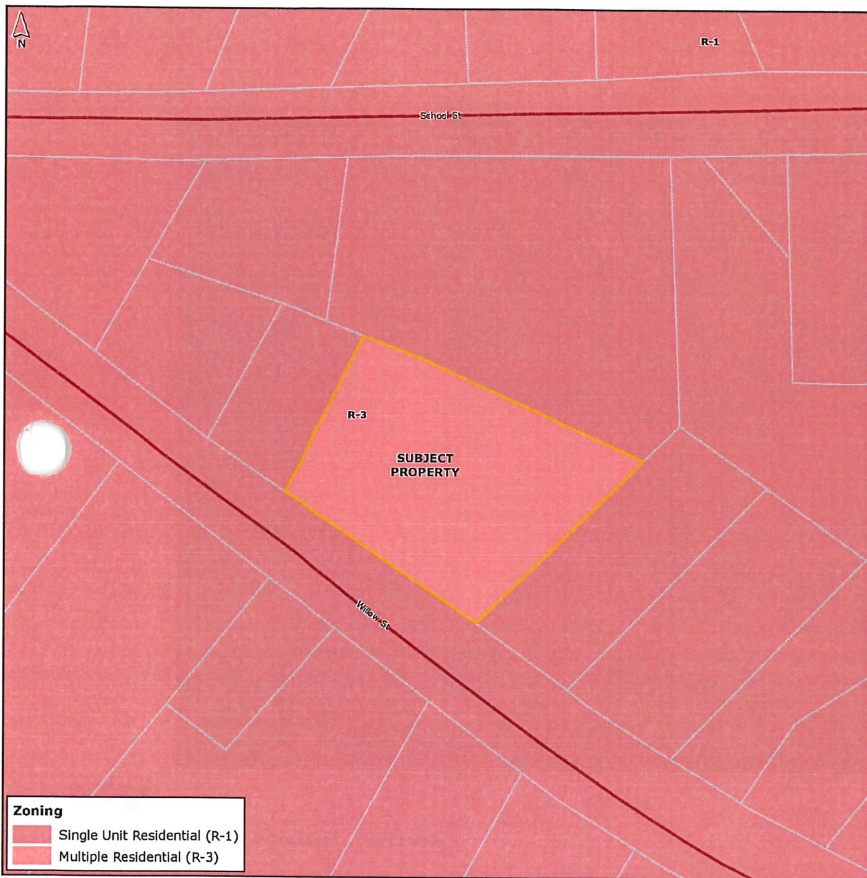 N
R-1
School St
R-3
SUBJECT
PROPERTY
Willow St
Zoning
Single Unit Residential (R-1)
Multiple Residential (R-3)